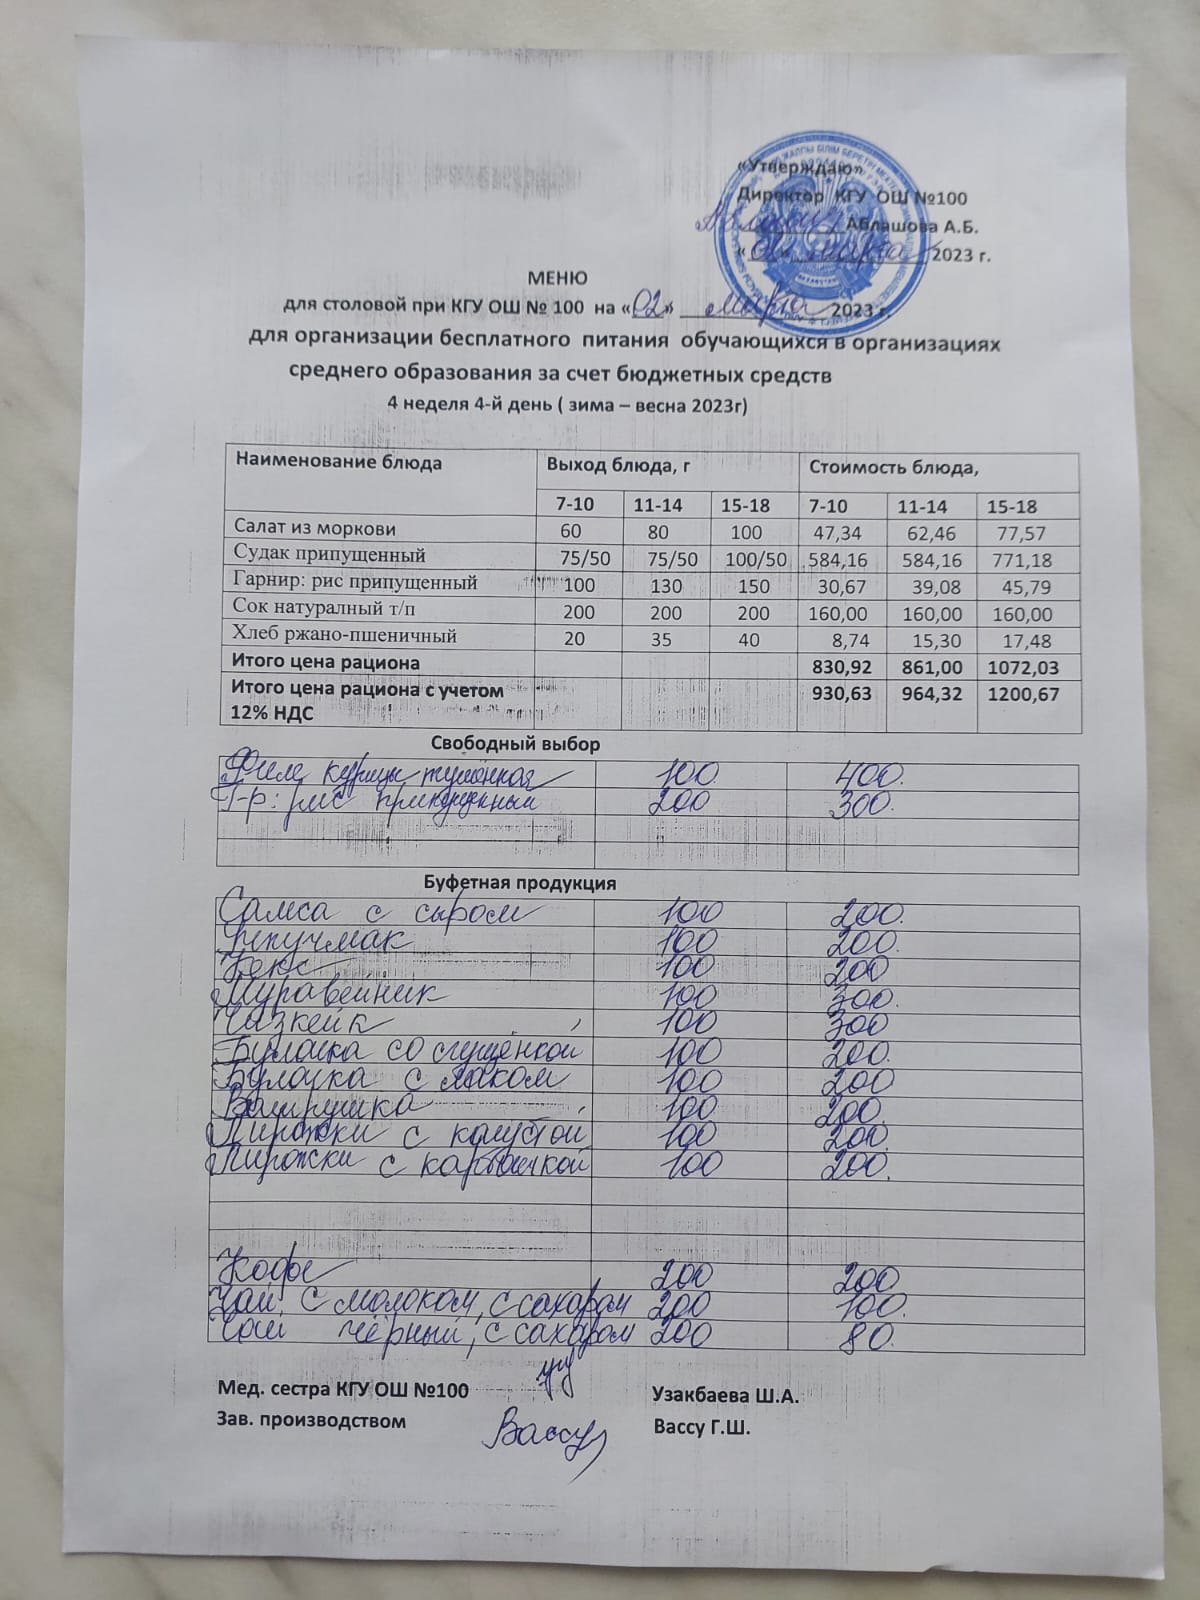 «Утверждаю»
Директор КГУ ОШ №100
Аблашова А.Б.
«02» марта 2023 г.
МЕНЮ
для столовой при КГУ ОШ № 100 на «02» марта 2023 г.
для организации бесплатного питания обучающихся в организациях
среднего образования за счет бюджетных средств
4 неделя 4-й день ( зима – весна 2023г)
Наименование блюда Выход блюда, г Стоимость блюда,
7-10 11-14 15-18 7-10 11-14 15-18
Салат из моркови 60 80 100 47,34 62,46 77,57
Судак припущенный 75/50 75/50 100/50 584,16 584,16 771,18
Гарнир: рис припущенный 100 130 150 30,67 39,08 45,79
Сок натуралный т/п 200 200 200 160,00 160,00 160,00
Хлеб ржано-пшеничный 20 35 40 8,74 15,30 17,48
Итого цена рациона 830,92 861,00 1072,03
Итого цена рациона с учетом 930,63 964,32 1200,67
12% НДС
Свободный выбор
Филе курицы тушённая 100 400.
Г-р: рис припущенный 200 300.
Буфетная продукция
Самса с сыром 100 200.
Эчпучмак 100 200.
Кекс 100 200
Муравейник 100 300.
Чизкейк 100 300
Булочка со сгущёнкой 100 200.
Булочка с маком 100 200
Ватрушка 100 200.
Пирожки с капустой 100 200.
Пирожки с картошкой 100 200.
Кофе 200 200
Чай с молоком, с сахаром 200 100.
Чай чёрный, с сахаром 200 80.
Мед. сестра КГУ ОШ №100 Узакбаева Ш.А.
Зав. производством Вассу Вассу Г.Ш.